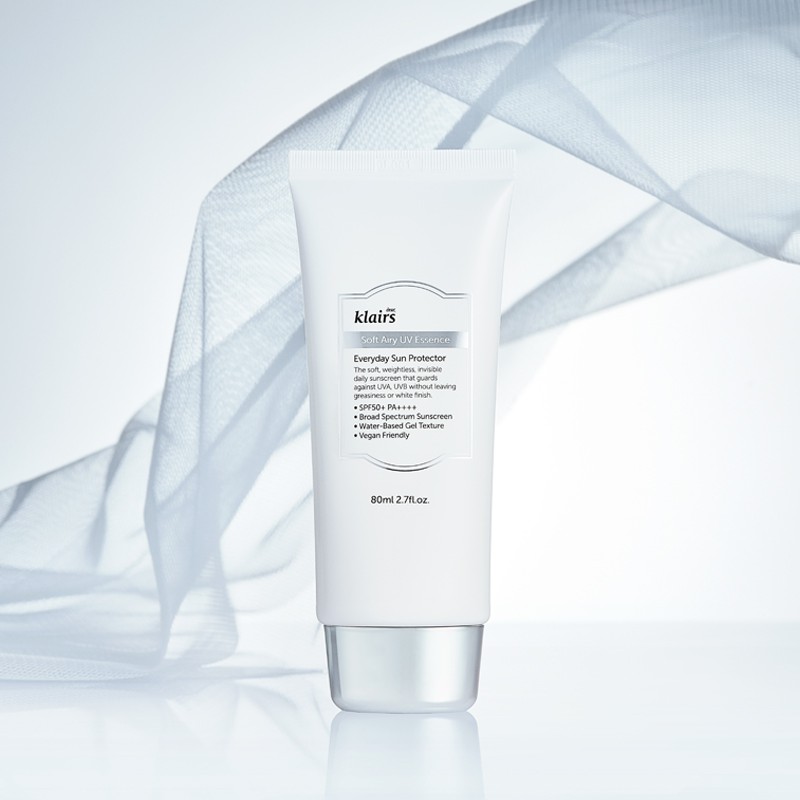 dear,
klairs
Soft Airy UV Essence
Everyday Sun Protector
The soft, weightless, invisible
daily sunscreen that guards
against UVA, UVB without leaving
greasiness or white finish.
• SPF50+ PA++++
• Broad Spectrum Sunscreen
• Water-Based Gel Texture
• Vegan Friendly
80ml 2.7fl.oz.